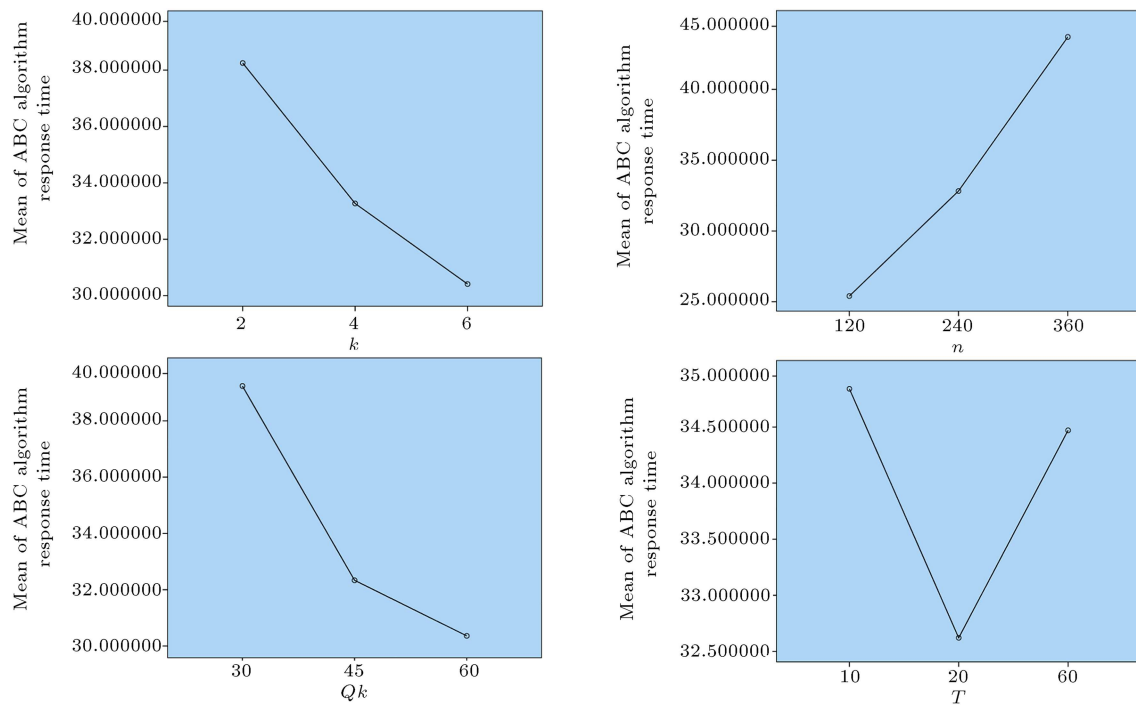 Mean of ABC algorithm
response time
40.000000
38.000000
36.000000
34.000000
32.000000
30.000000
2
4
6
k
Mean of ABC algorithm
response time
45.000000
40.000000
35.000000
30.000000
25.000000
120
240
360
n
Mean of ABC algorithm
response time
40.000000
38.000000
36.000000
34.000000
32.000000
30.000000
30
45
60
Qk
Mean of ABC algorithm
response time
35.000000
34.500000
34.000000
33.500000
33.000000
32.500000
10
20
60
T